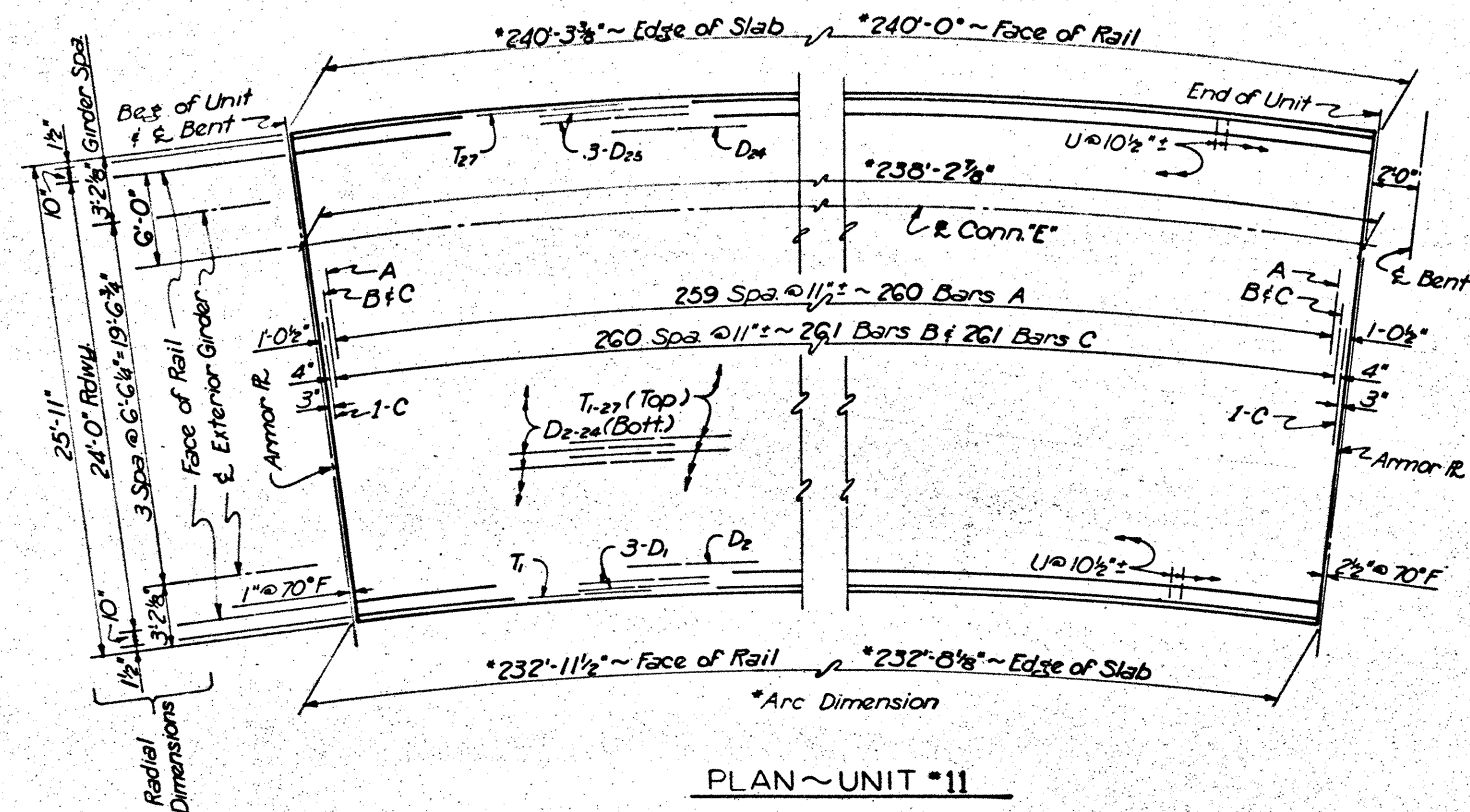 *240'-3⅜" ~ Edge of Slab
*240'-0" ~ Face of Rail
Beg of Unit
& ℄ Bent
End of Unit
T27
3-D25
D24
U@10½"±
*238'-2⅞"
2'-0"
℄ Bent
℄ Conn. "E"
A
B & C
259 Spa. @ 11"± ~ 260 Bars A
A
B & C
260 Spa. @ 11"± ~ 261 Bars B & 261 Bars C
1'-0½"
4"
3"
1-C
1'-0½"
4"
3"
1-C
Armor ℞
Armor ℞
T1-27 (Top)
D2-24 (Bott.)
1½"
10"
Girder Spa.
3'-2⅛"
6'-0"
25'-11"
24'-0" Rdwy.
3 Spa @ 6'-6¼" = 19'-6¾"
Face of Rail
℄ Exterior Girder
T1
3-D1
D2
U@10½"±
1"@70°F
2½"@70°F
10"
3'-2⅛"
1½"
Radial
Dimensions
*232'-11½" ~ Face of Rail
*232'-8⅛" ~ Edge of Slab
*Arc Dimension
PLAN ~ UNIT #11